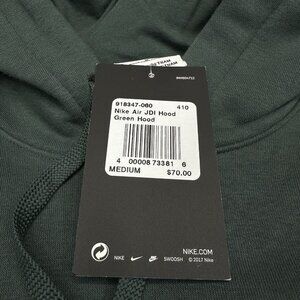 918347-060 410
Nike Air JDI Hood
Green Hood
4 00008 73381 6
MEDIUM $70.00
NIKE.COM
NIKE SWOOSH © 2017 Nike